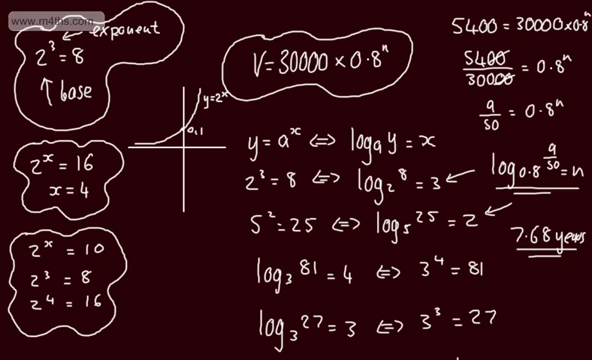 www.m4ths.com
exponent
2³ = 8
base
2ˣ = 16
x = 4
2ˣ = 10
2³ = 8
2⁴ = 16
y=2ˣ
0,1
V = 30000 × 0.8ⁿ
y = aˣ ⇔ logₐ y = x
2³ = 8 ⇔ log₂ 8 = 3
5² = 25 ⇔ log₅ 25 = 2
log₃ 81 = 4 ⇔ 3⁴ = 81
log₃ 27 = 3 ⇔ 3³ = 27
5400 = 30000 × 0.8ⁿ
5400/30000 = 0.8ⁿ
9/50 = 0.8ⁿ
log₀.₈ 9/50 = n
7.68 years